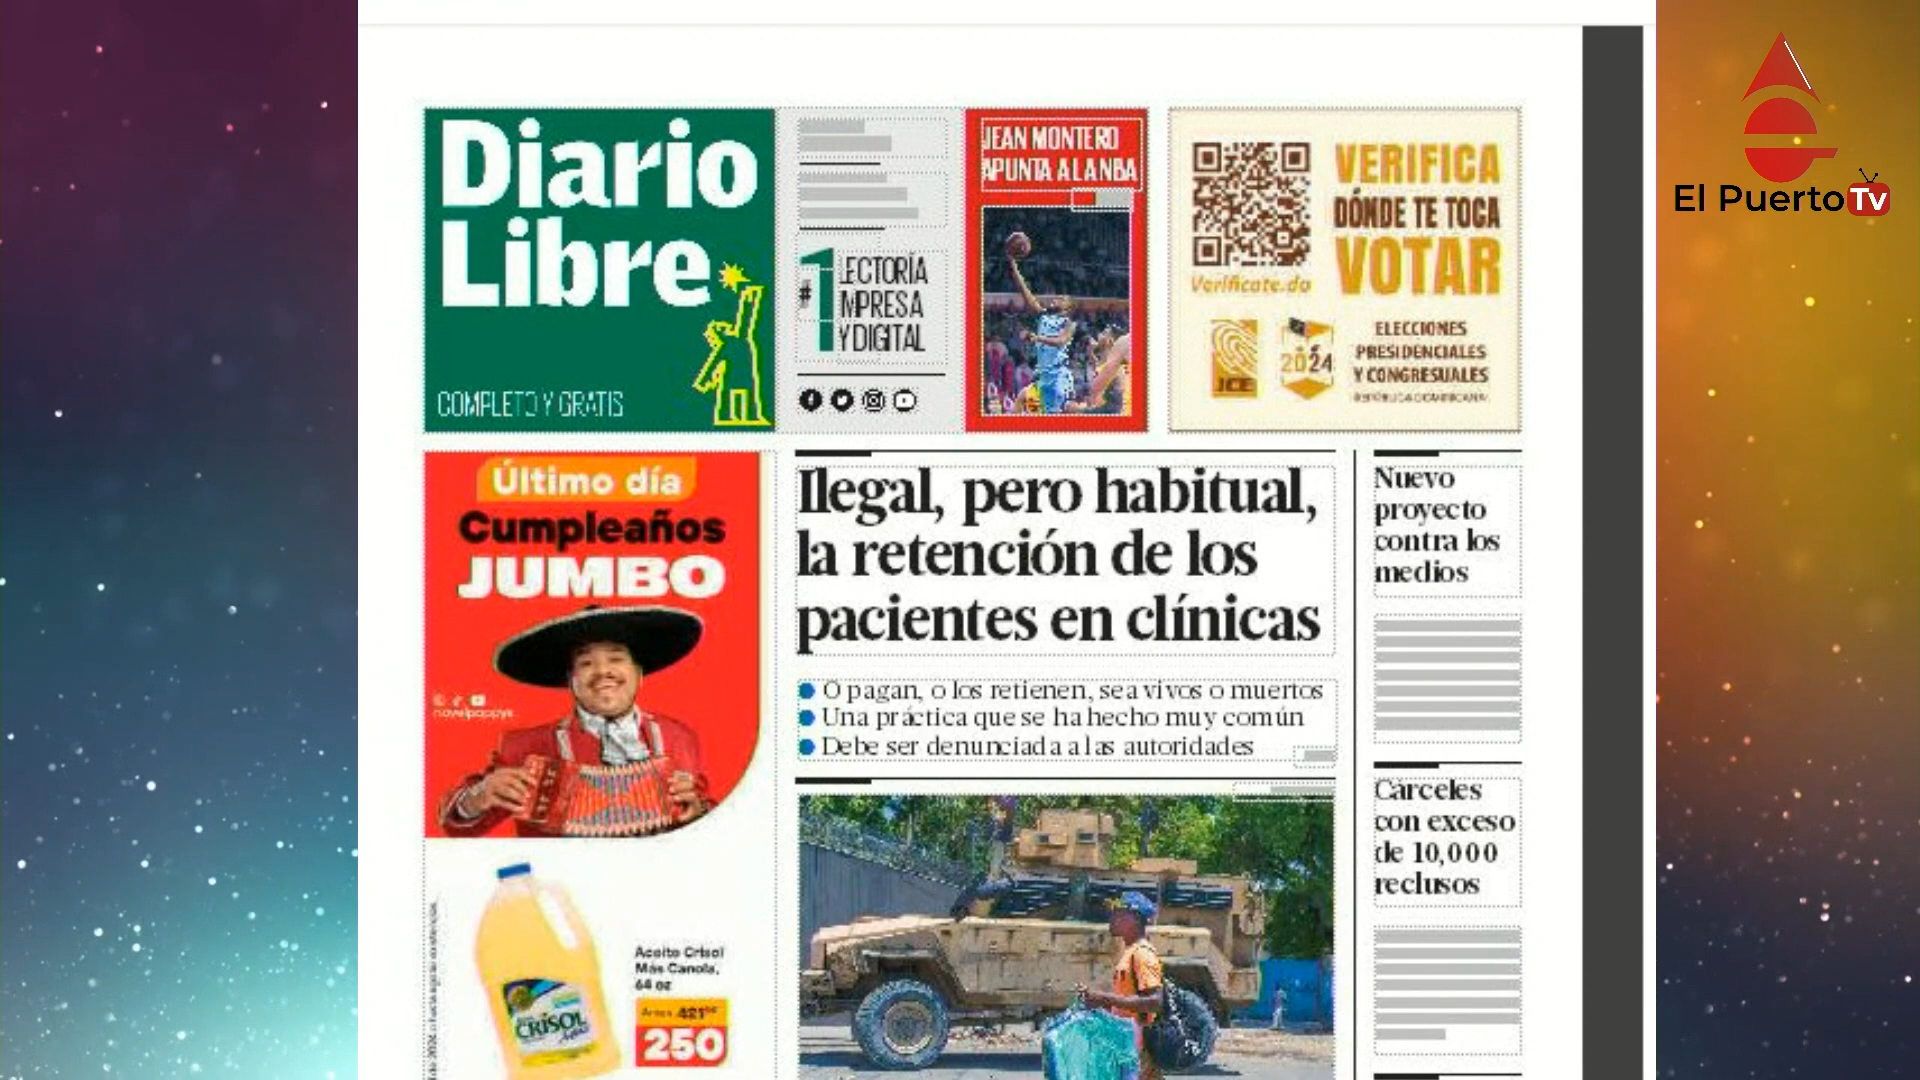 Diario
Libre
COMPLETO Y GRATIS
#1
LECTORÍA
IMPRESA
Y DIGITAL
JEAN MONTERO
APUNTA A LA NBA
VERIFICA
DÓNDE TE TOCA
VOTAR
Verificate.do
JCE
2024
ELECCIONES
PRESIDENCIALES
Y CONGRESUALES
REPÚBLICA DOMINICANA
El Puerto Tv
Último día
Cumpleaños
JUMBO
Aceite Crisol
Más Canola,
64 oz
Antes 421
250
CRISOL
Ilegal, pero habitual,
la retención de los
pacientes en clínicas
O pagan, o los retienen, sea vivos o muertos
Una práctica que se ha hecho muy común
Debe ser denunciada a las autoridades
Nuevo
proyecto
contra los
medios
Cárceles
con exceso
de 10,000
reclusos